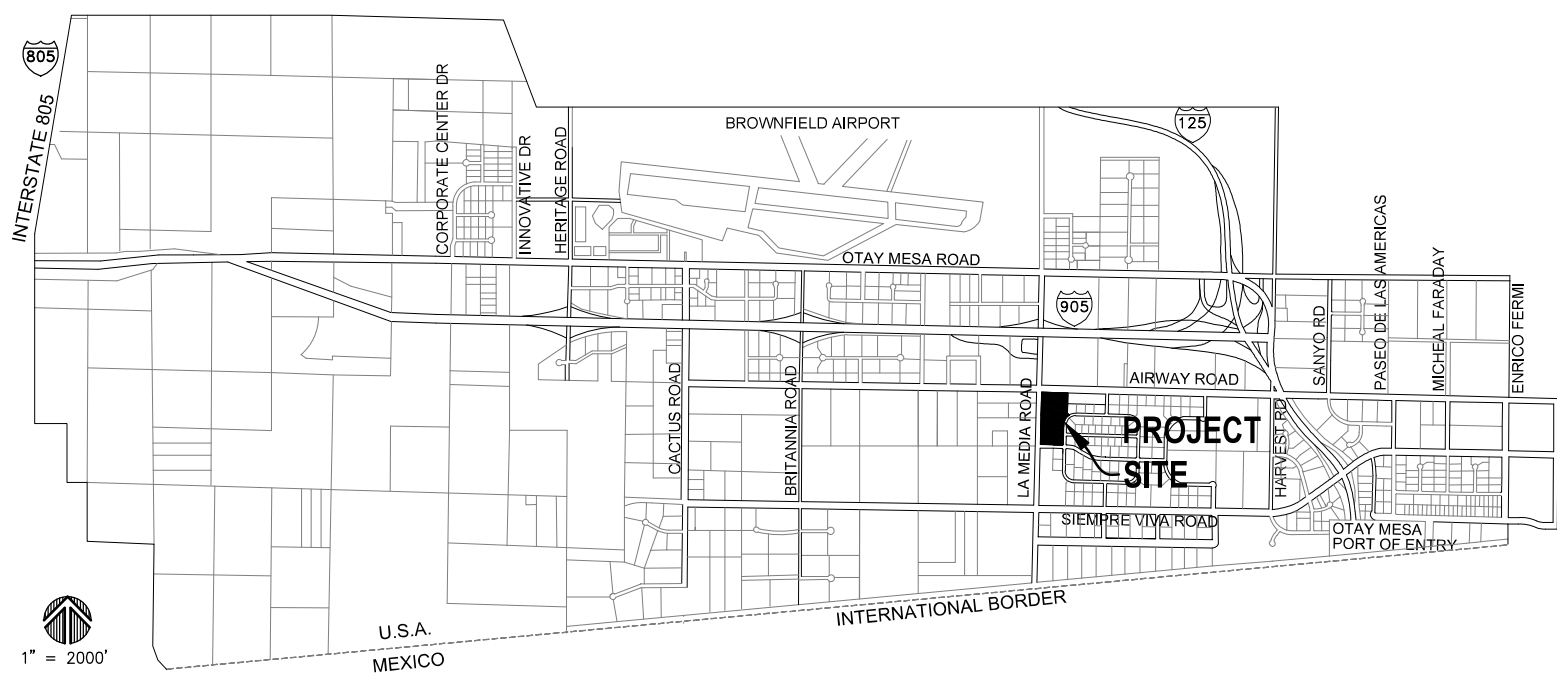 805
INTERSTATE 805
CORPORATE CENTER DR
INNOVATIVE DR
HERITAGE ROAD
BROWNFIELD AIRPORT
125
OTAY MESA ROAD
905
SANYO RD
PASEO DE LAS AMERICAS
MICHEAL FARADAY
ENRICO FERMI
AIRWAY ROAD
CACTUS ROAD
BRITANNIA ROAD
LA MEDIA ROAD
PROJECT
SITE
HARVEST RD
SIEMPRE VIVA ROAD
OTAY MESA
PORT OF ENTRY
INTERNATIONAL BORDER
U.S.A.
MEXICO
1" = 2000'